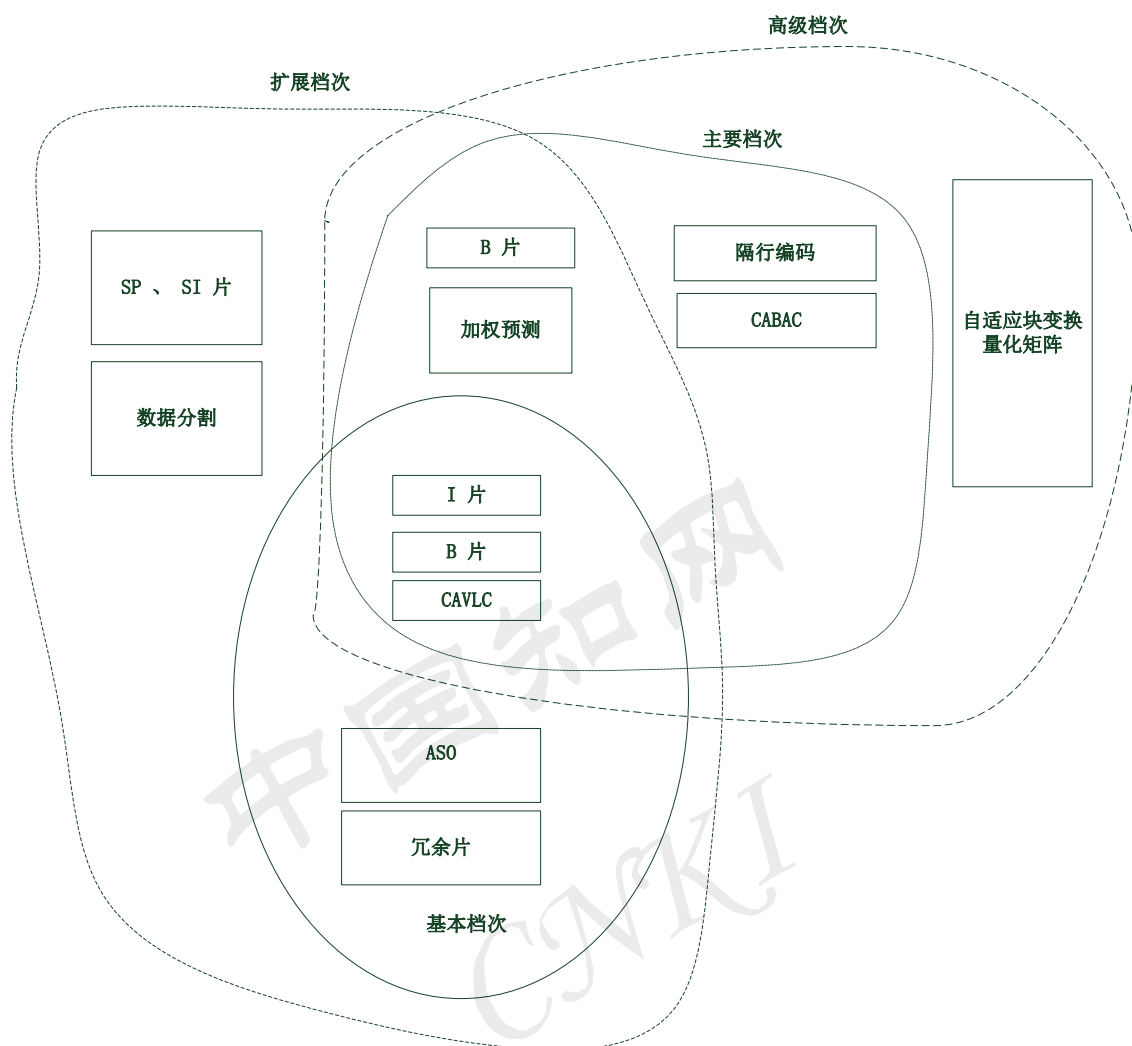 高级档次
扩展档次
主要档次
B 片
隔行编码
SP 、 SI 片
加权预测
CABAC
自适应块变换
量化矩阵
数据分割
I 片
B 片
CAVLC
ASO
冗余片
基本档次
中国知网
CNKI